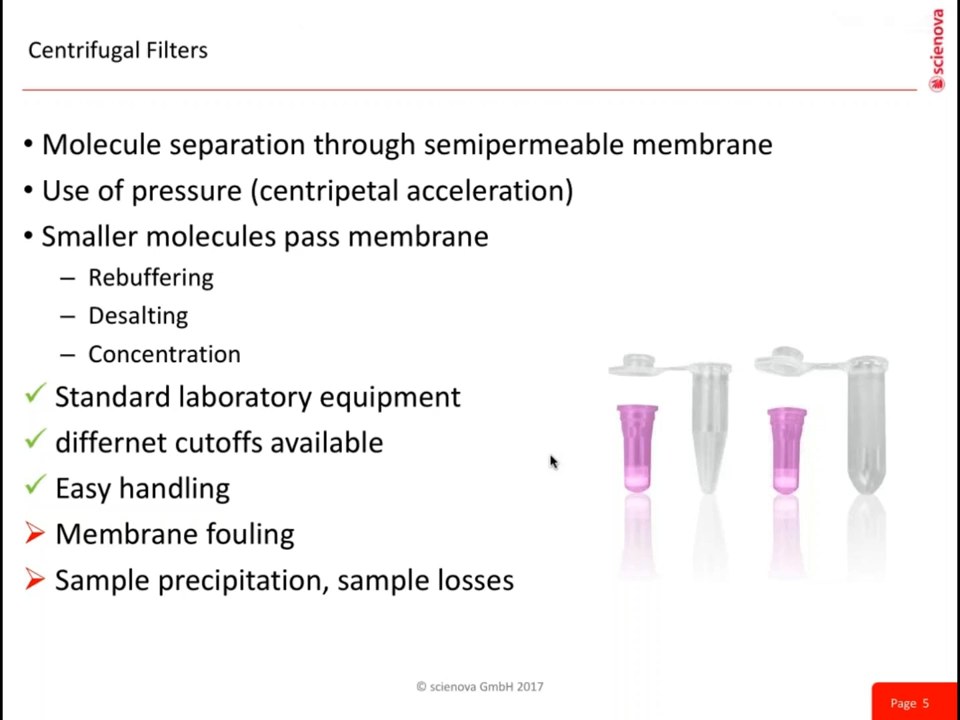 Centrifugal Filters
scienova
• Molecule separation through semipermeable membrane
• Use of pressure (centripetal acceleration)
• Smaller molecules pass membrane
– Rebuffering
– Desalting
– Concentration
✓ Standard laboratory equipment
✓ differnet cutoffs available
✓ Easy handling
➢ Membrane fouling
➢ Sample precipitation, sample losses
© scienova GmbH 2017
Page 5